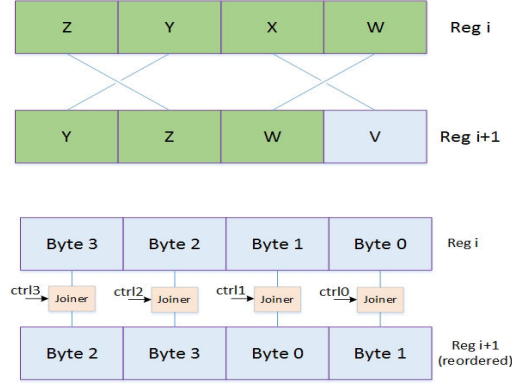 Z Y X W Reg i
Y Z W V Reg i+1
Byte 3 Byte 2 Byte 1 Byte 0 Reg i
ctrl3 Joiner ctrl2 Joiner ctrl1 Joiner ctrl0 Joiner
Byte 2 Byte 3 Byte 0 Byte 1 Reg i+1
(reordered)